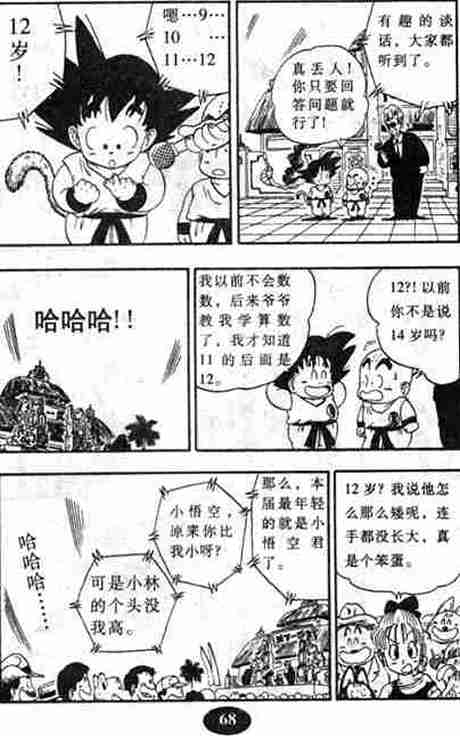 有趣的谈
话，大家都
听到了。
真丢人！
你只要回
答问题就
行了！
嗯…9…
10 …
11…12
12
岁
！
12?!以前
你不是说
14岁吗?
我以前不会数
数，后来爷爷
教我学算数
了，我才知道
11的后面是
12。
哈哈哈!!
12岁？我说他怎
么那么矮呢，连
手都没长大，真
是个笨蛋。
那么，本
届最年轻
的就是小
悟空君
了。
小悟空，
原来你比
我小呀？
可是小林
的个头没
我高。
哈哈哈……
68